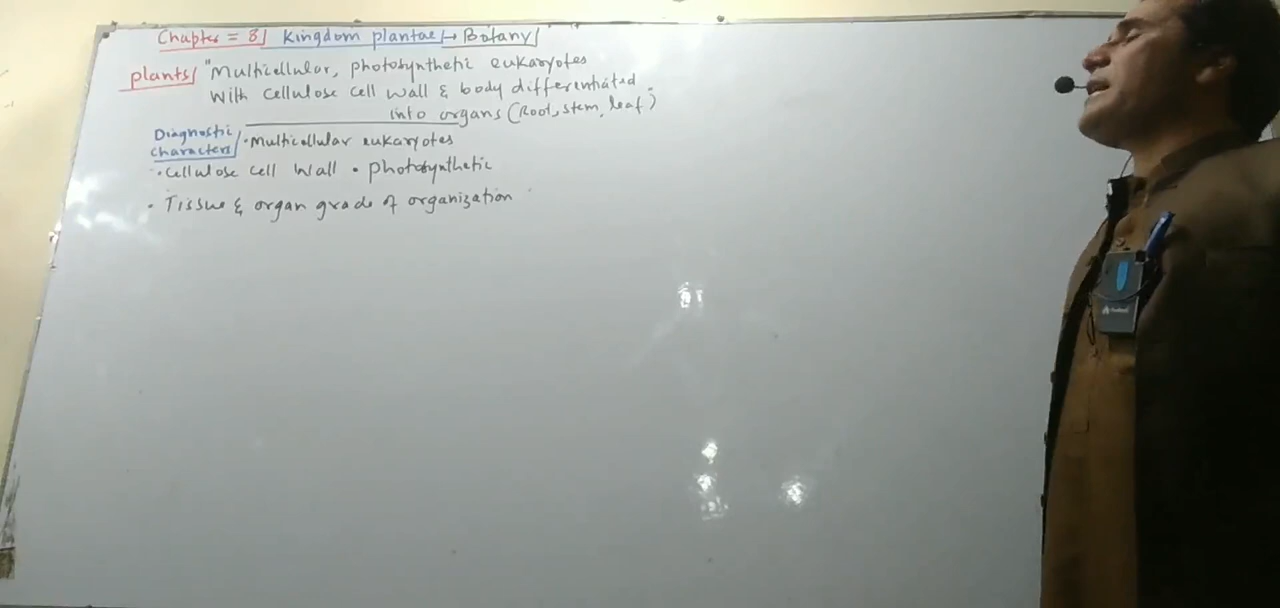 Chapter = 8/ Kingdom plantae/→ Botany/
plants/ "Multicellular, photosynthetic eukaryotes
With cellulose cell wall & body differentiated
into organs (Root, stem, leaf)"
Diagnostic characters/ • Multicellular eukaryotes
• Cellulose cell wall • photosynthetic
• Tissue & organ grade of organization